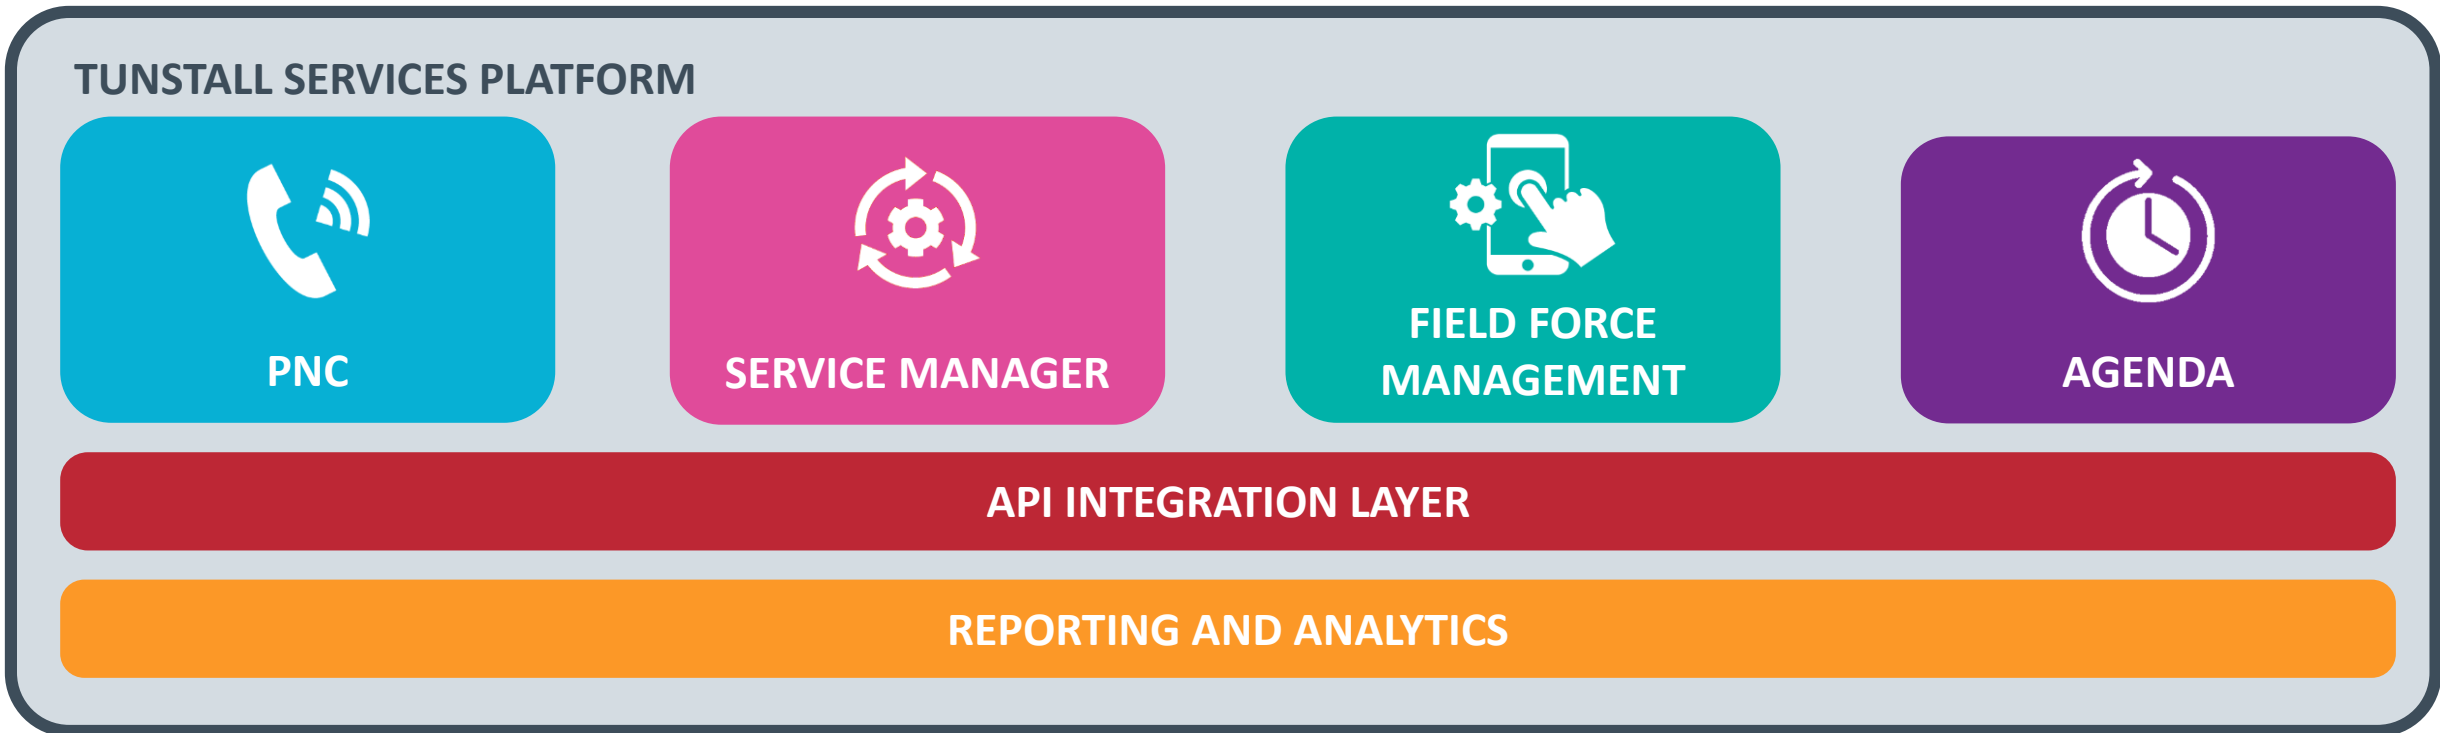 TUNSTALL SERVICES PLATFORM
PNC
SERVICE MANAGER
FIELD FORCE
MANAGEMENT
AGENDA
API INTEGRATION LAYER
REPORTING AND ANALYTICS